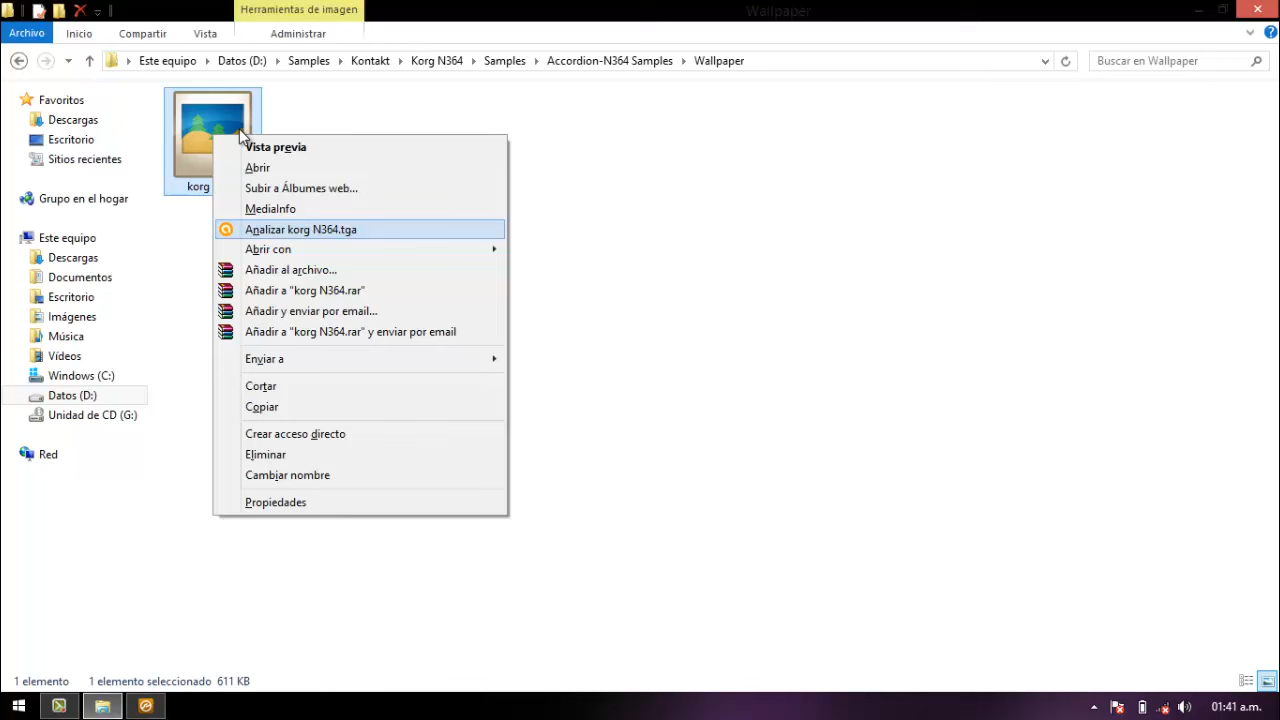 Herramientas de imagen
Wallpaper
Archivo
Inicio
Compartir
Vista
Administrar
Este equipo
Datos (D:)
Samples
Kontakt
Korg N364
Samples
Accordion-N364 Samples
Wallpaper
Buscar en Wallpaper
Favoritos
Descargas
Escritorio
Sitios recientes
Grupo en el hogar
Este equipo
Descargas
Documentos
Escritorio
Imágenes
Música
Vídeos
Windows (C:)
Datos (D:)
Unidad de CD (G:)
Red
korg
Vista previa
Abrir
Subir a Álbumes web...
MediaInfo
Analizar korg N364.tga
Abrir con
Añadir al archivo...
Añadir a "korg N364.rar"
Añadir y enviar por email...
Añadir a "korg N364.rar" y enviar por email
Enviar a
Cortar
Copiar
Crear acceso directo
Eliminar
Cambiar nombre
Propiedades
1 elemento
1 elemento seleccionado 611 KB
01:41 a.m.